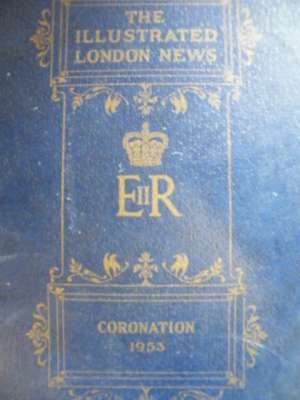 THE
ILLUSTRATED
LONDON NEWS
EIIR
CORONATION
1953